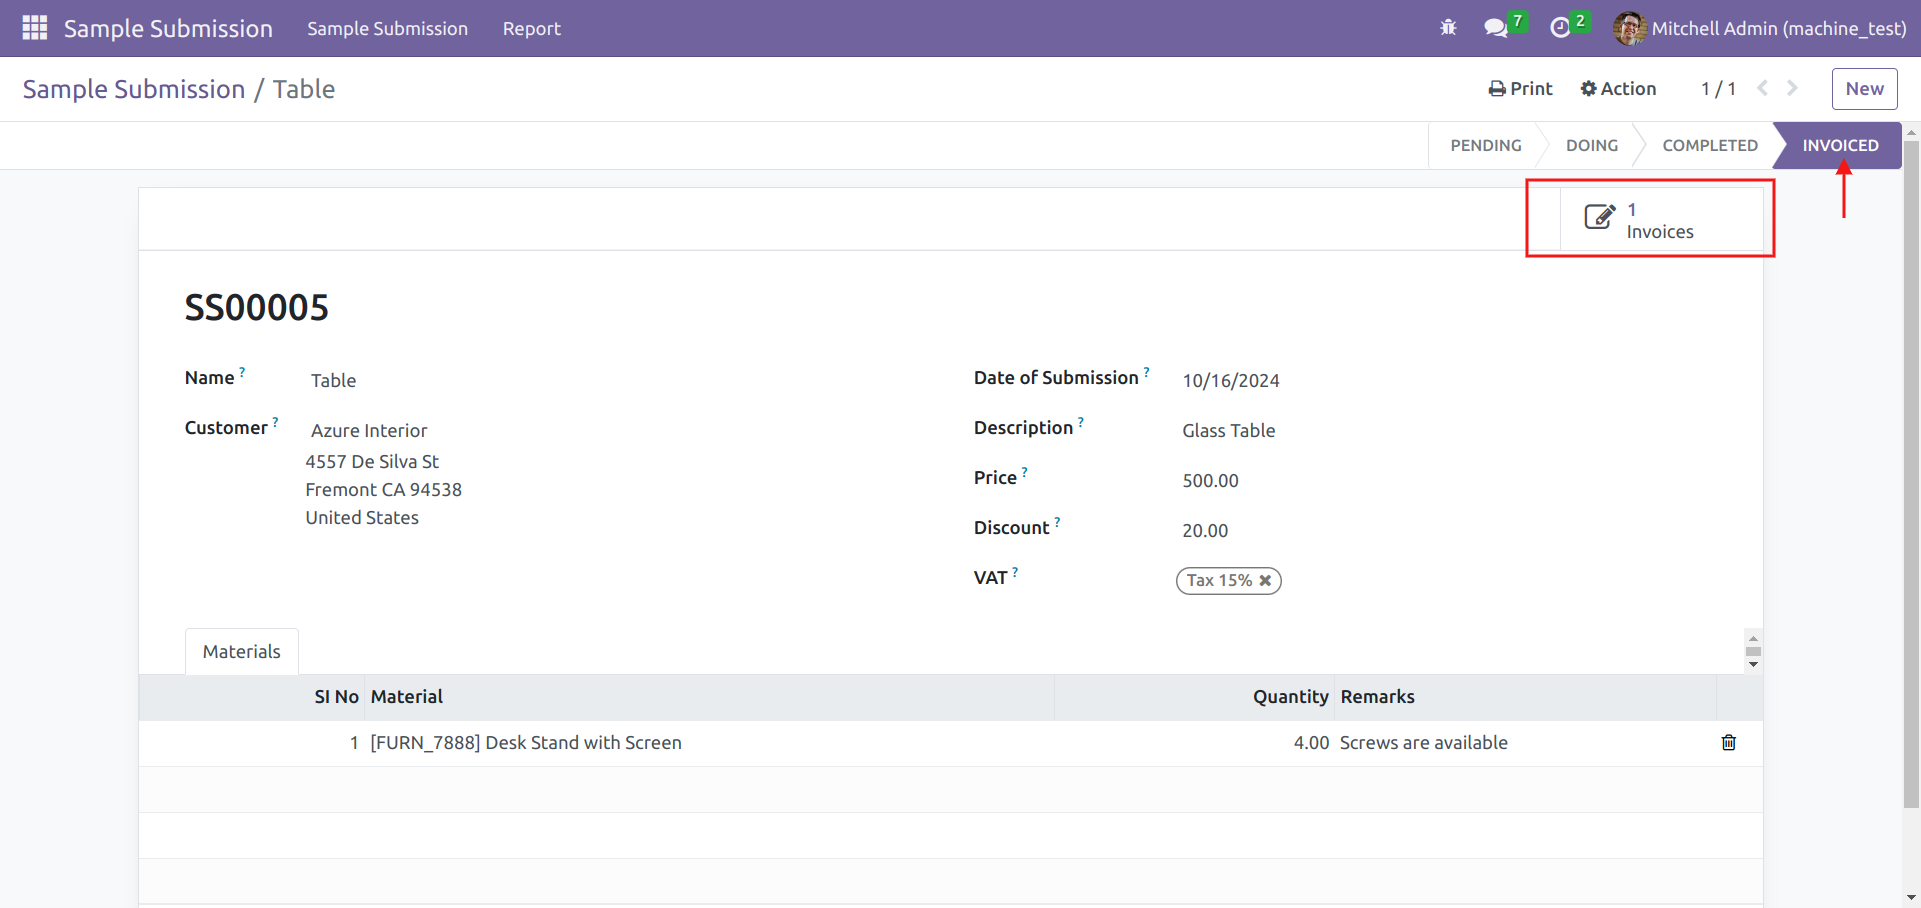 Sample Submission Sample Submission Report 7 2 Mitchell Admin (machine_test)
Sample Submission / Table Print Action 1 / 1 New
PENDING DOING COMPLETED INVOICED
1
Invoices
SS00005
Name ? Table
Customer ? Azure Interior
4557 De Silva St
Fremont CA 94538
United States
Date of Submission ? 10/16/2024
Description ? Glass Table
Price ? 500.00
Discount ? 20.00
VAT ? Tax 15% ✖
Materials
SI No Material Quantity Remarks
1 [FURN_7888] Desk Stand with Screen 4.00 Screws are available